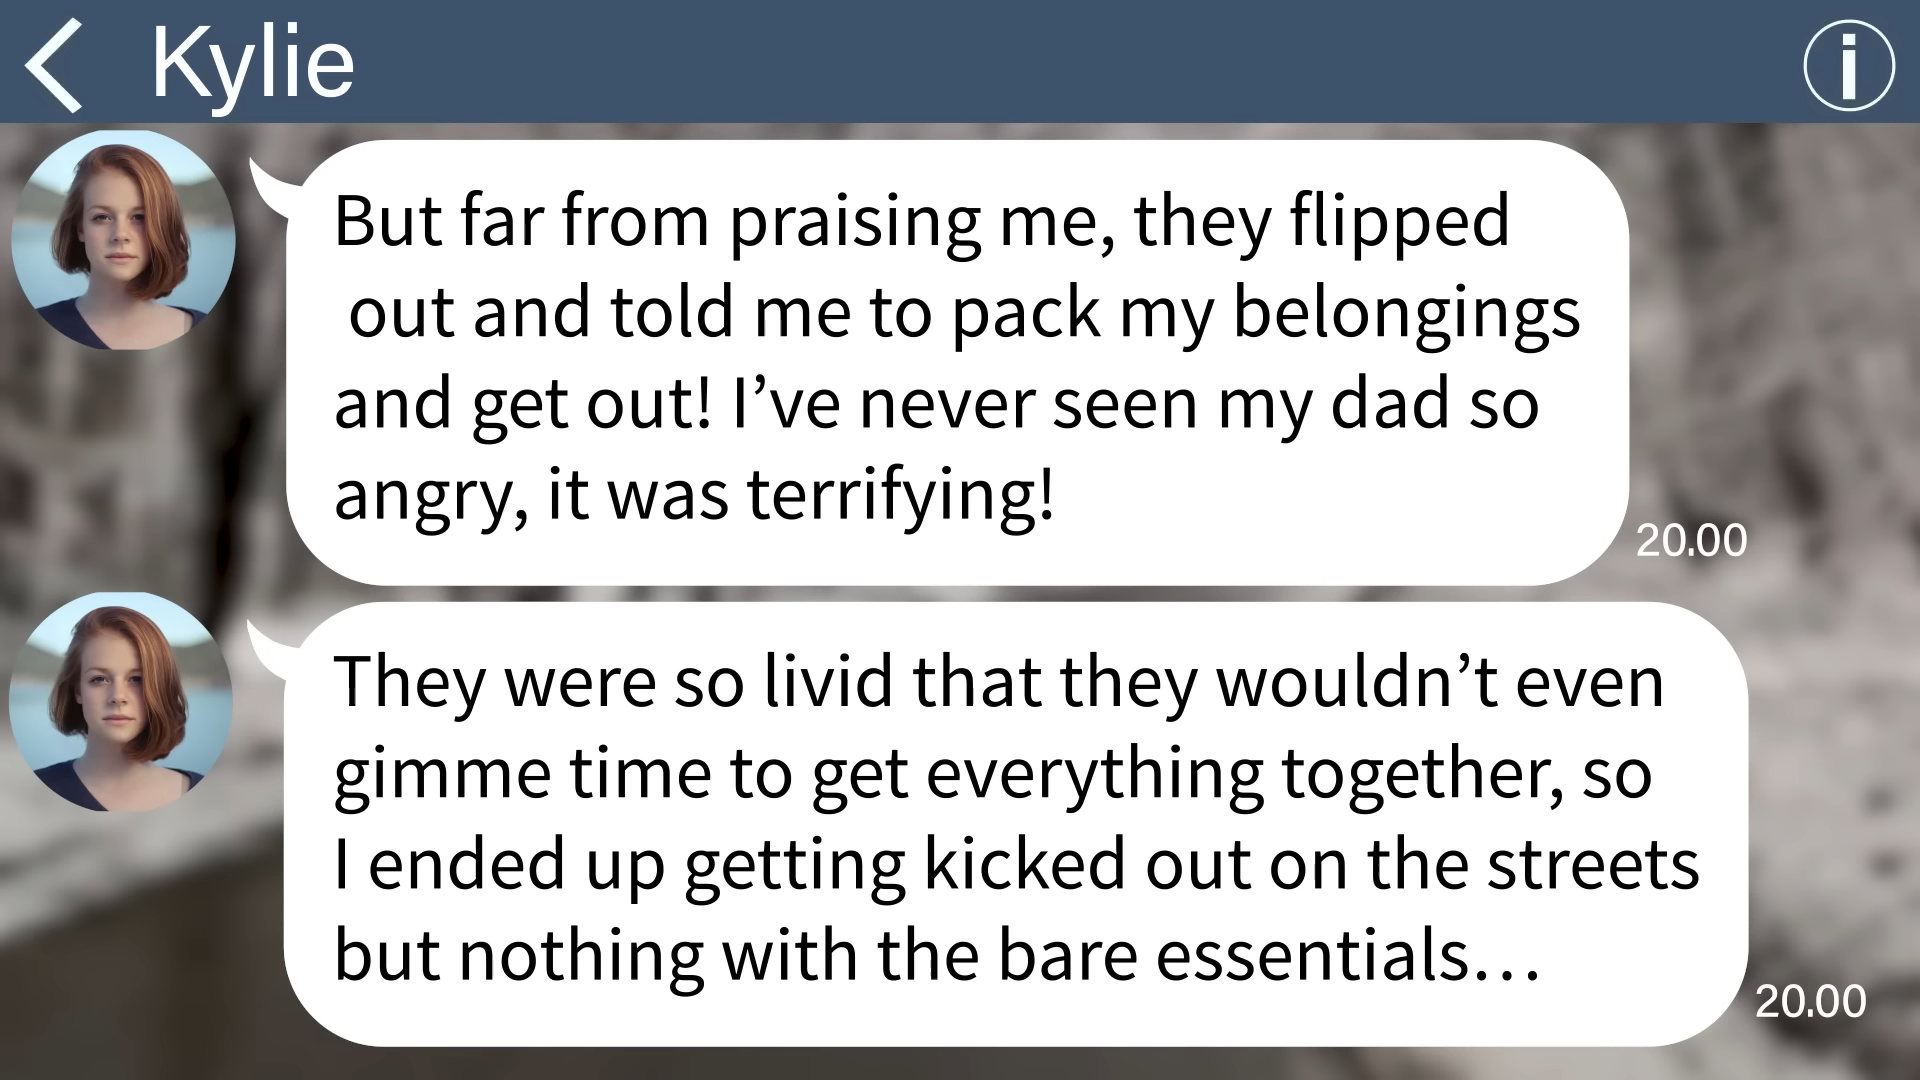 Kylie
But far from praising me, they flipped
out and told me to pack my belongings
and get out! I’ve never seen my dad so
angry, it was terrifying!
20.00
They were so livid that they wouldn’t even
gimme time to get everything together, so
I ended up getting kicked out on the streets
but nothing with the bare essentials…
20.00